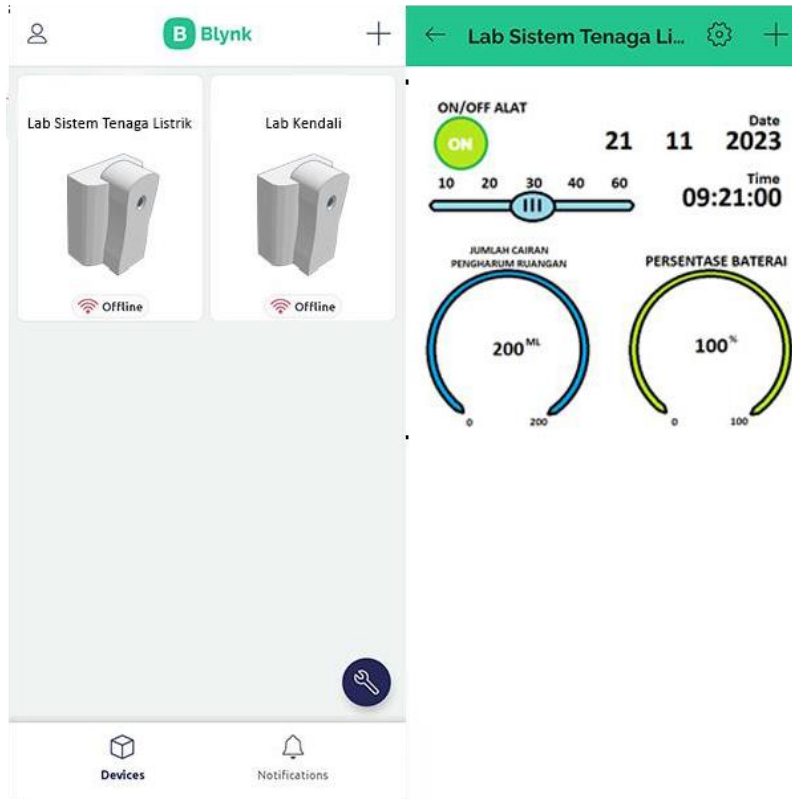 B Blynk
Lab Sistem Tenaga Listrik
Lab Kendali
Offline
Offline
Devices
Notifications
Lab Sistem Tenaga Li...
ON/OFF ALAT
ON
Date
21 11 2023
10 20 30 40 60
Time
09:21:00
JUMLAH CAIRAN
PENGHARUM RUANGAN
200 ML
0 200
PERSENTASE BATERAI
100 %
0 100